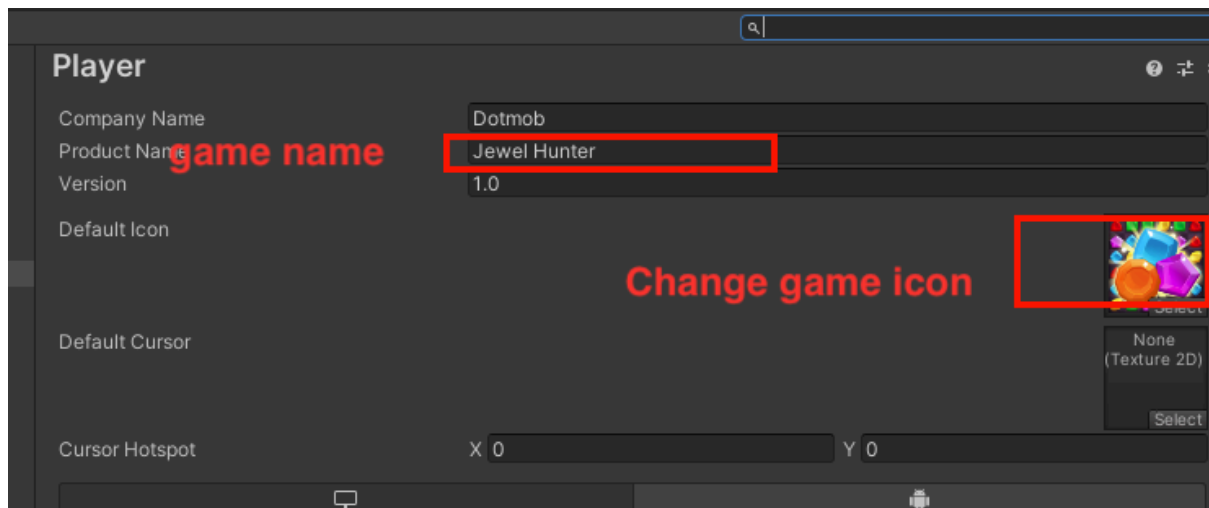 Player
Company Name Dotmob
Product Name game name Jewel Hunter
Version 1.0
Default Icon
Change game icon
Select
Default Cursor None
(Texture 2D)
Select
Cursor Hotspot X 0 Y 0